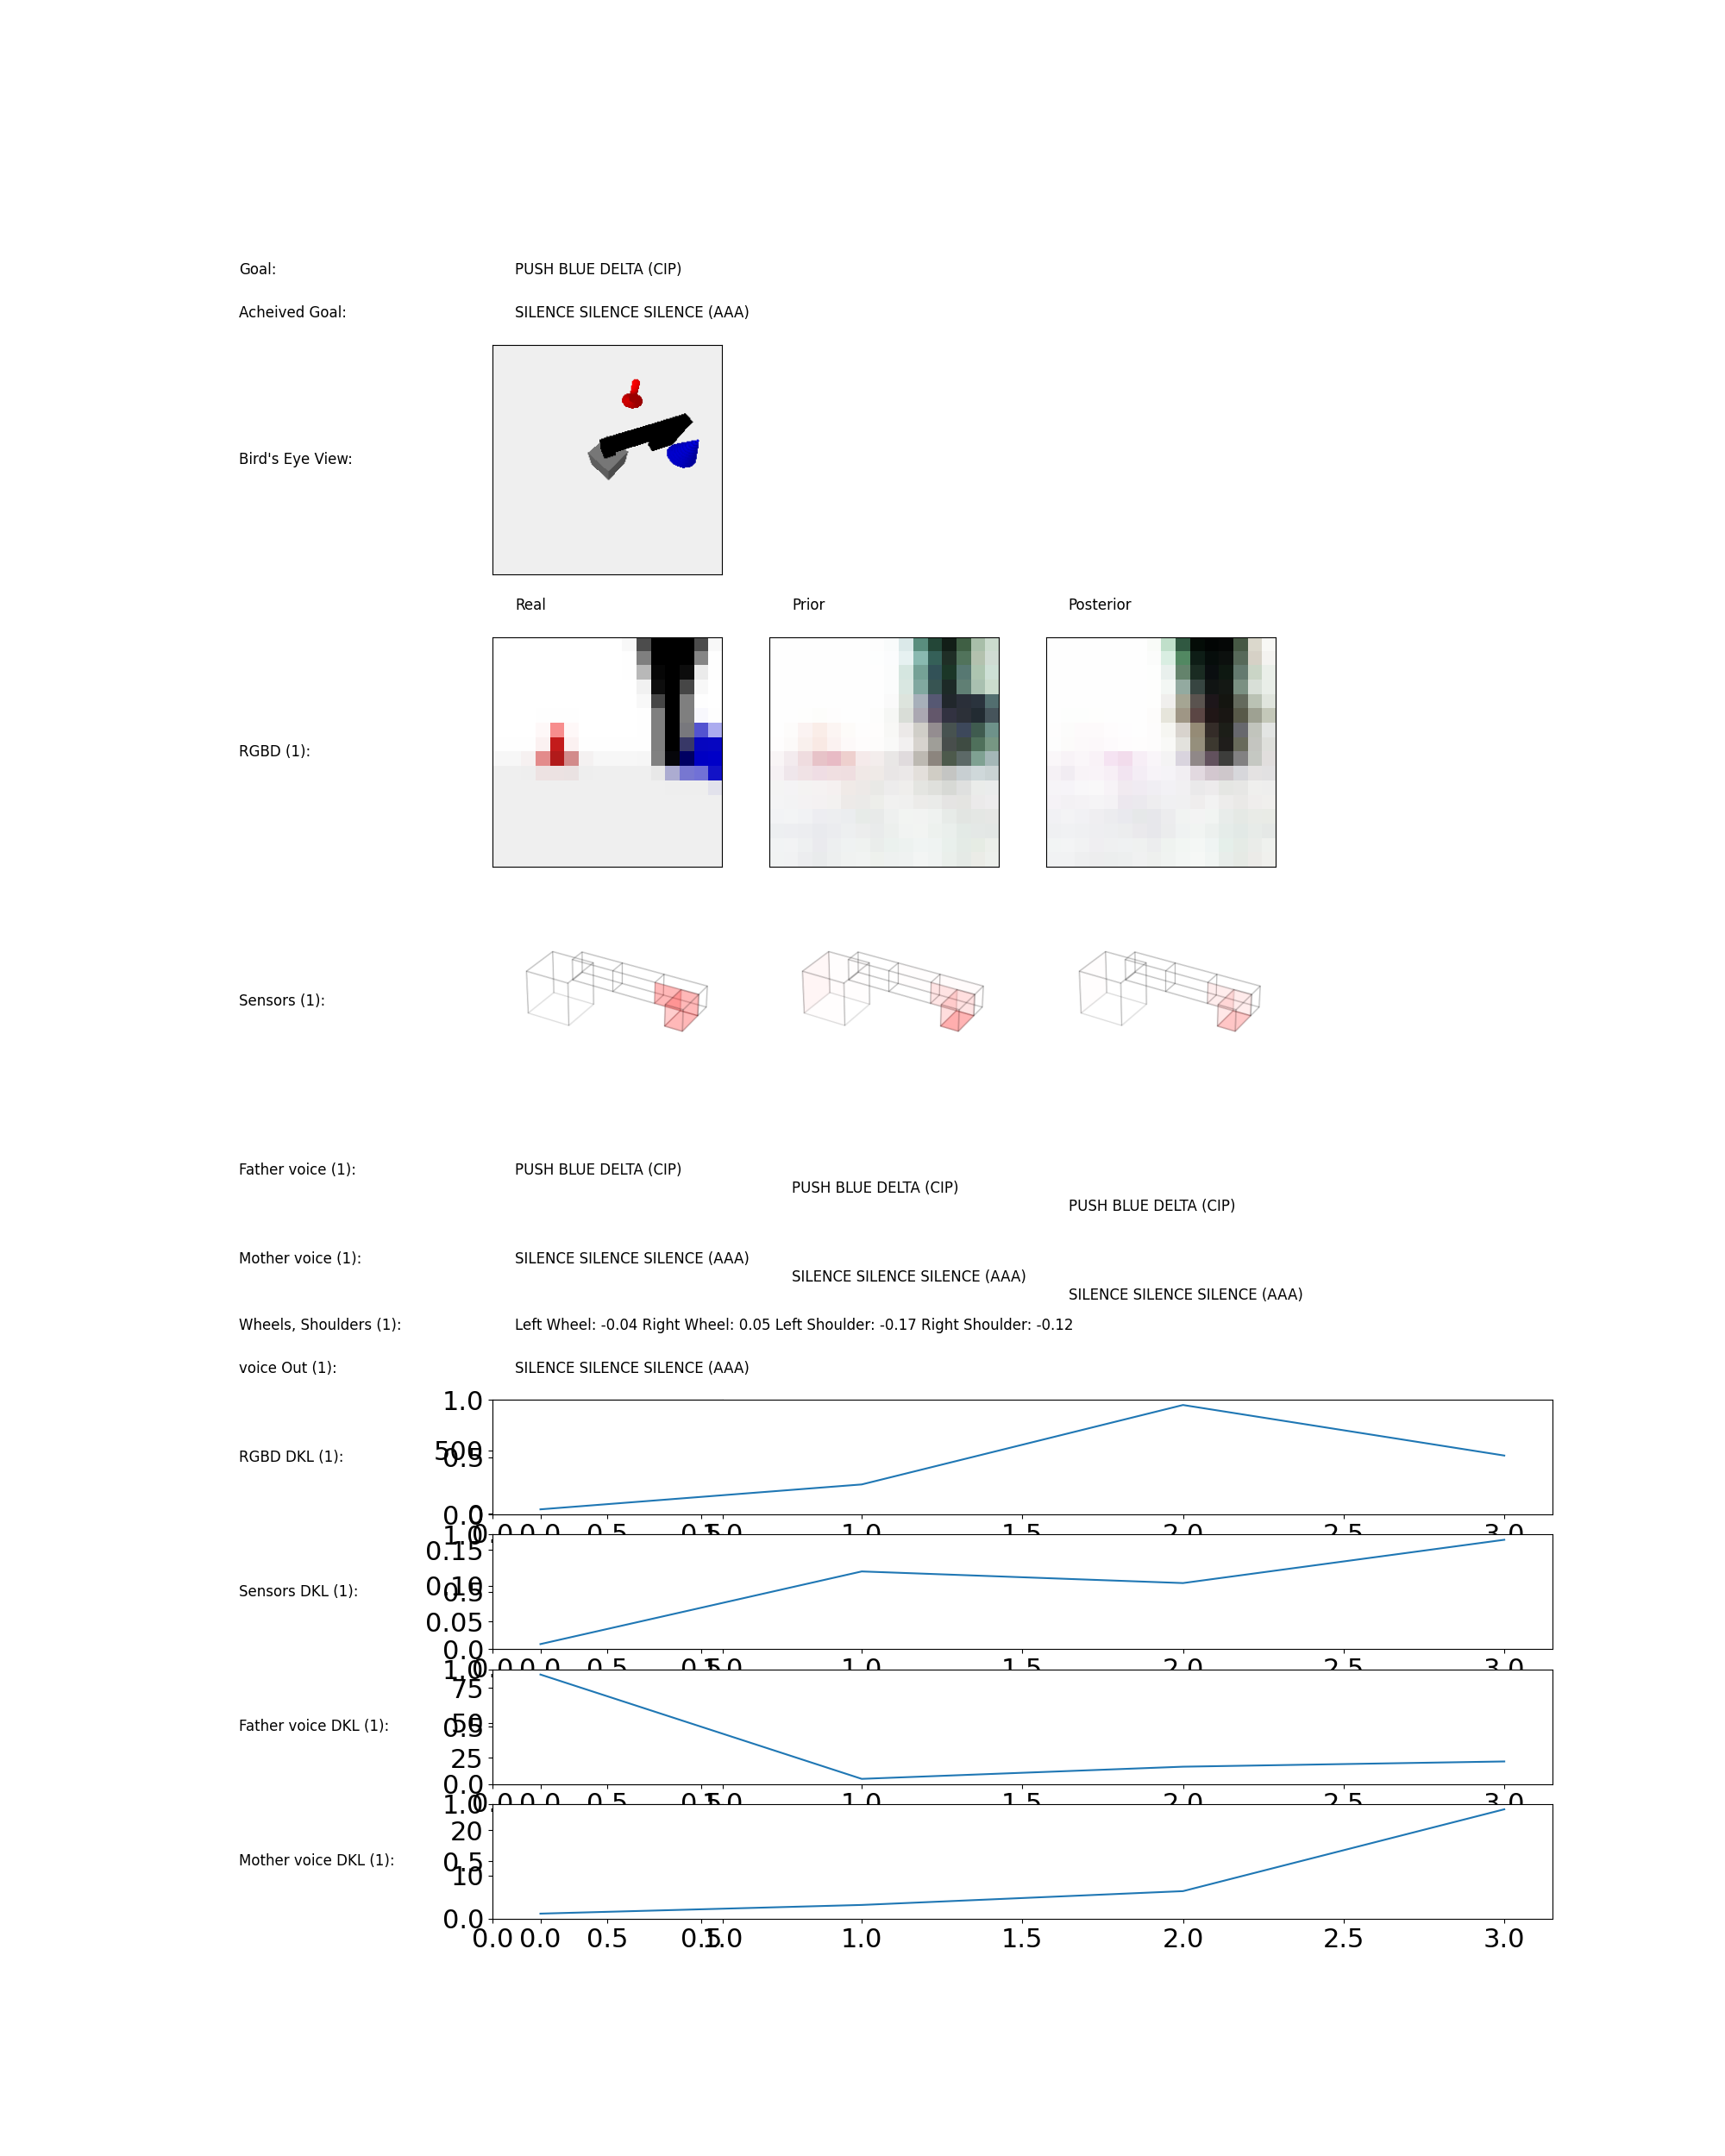 Goal: PUSH BLUE DELTA (CIP)
Acheived Goal: SILENCE SILENCE SILENCE (AAA)
Bird's Eye View:
Real Prior Posterior
RGBD (1):
Sensors (1):
Father voice (1): PUSH BLUE DELTA (CIP)
PUSH BLUE DELTA (CIP)
PUSH BLUE DELTA (CIP)
Mother voice (1): SILENCE SILENCE SILENCE (AAA)
SILENCE SILENCE SILENCE (AAA)
SILENCE SILENCE SILENCE (AAA)
Wheels, Shoulders (1): Left Wheel: -0.04 Right Wheel: 0.05 Left Shoulder: -0.17 Right Shoulder: -0.12
voice Out (1): SILENCE SILENCE SILENCE (AAA)
1.0
500
RGBD DKL (1): 0.5
0.0 0
0.0 0.0 0.5 0.5 1.0 1.0 1.5 2.0 2.5 3.0
1.0
0.15
0.10
Sensors DKL (1): 0.5
0.05
0.0
0.0 0.0 0.5 0.5 1.0 1.0 1.5 2.0 2.5 3.0
1.0
75
50
Father voice DKL (1): 0.5
25
0.0
0.0 0.0 0.5 0.5 1.0 1.0 1.5 2.0 2.5 3.0
1.0
20
Mother voice DKL (1): 0.5
10
0.0
0.0 0.0 0.5 0.5 1.0 1.0 1.5 2.0 2.5 3.0